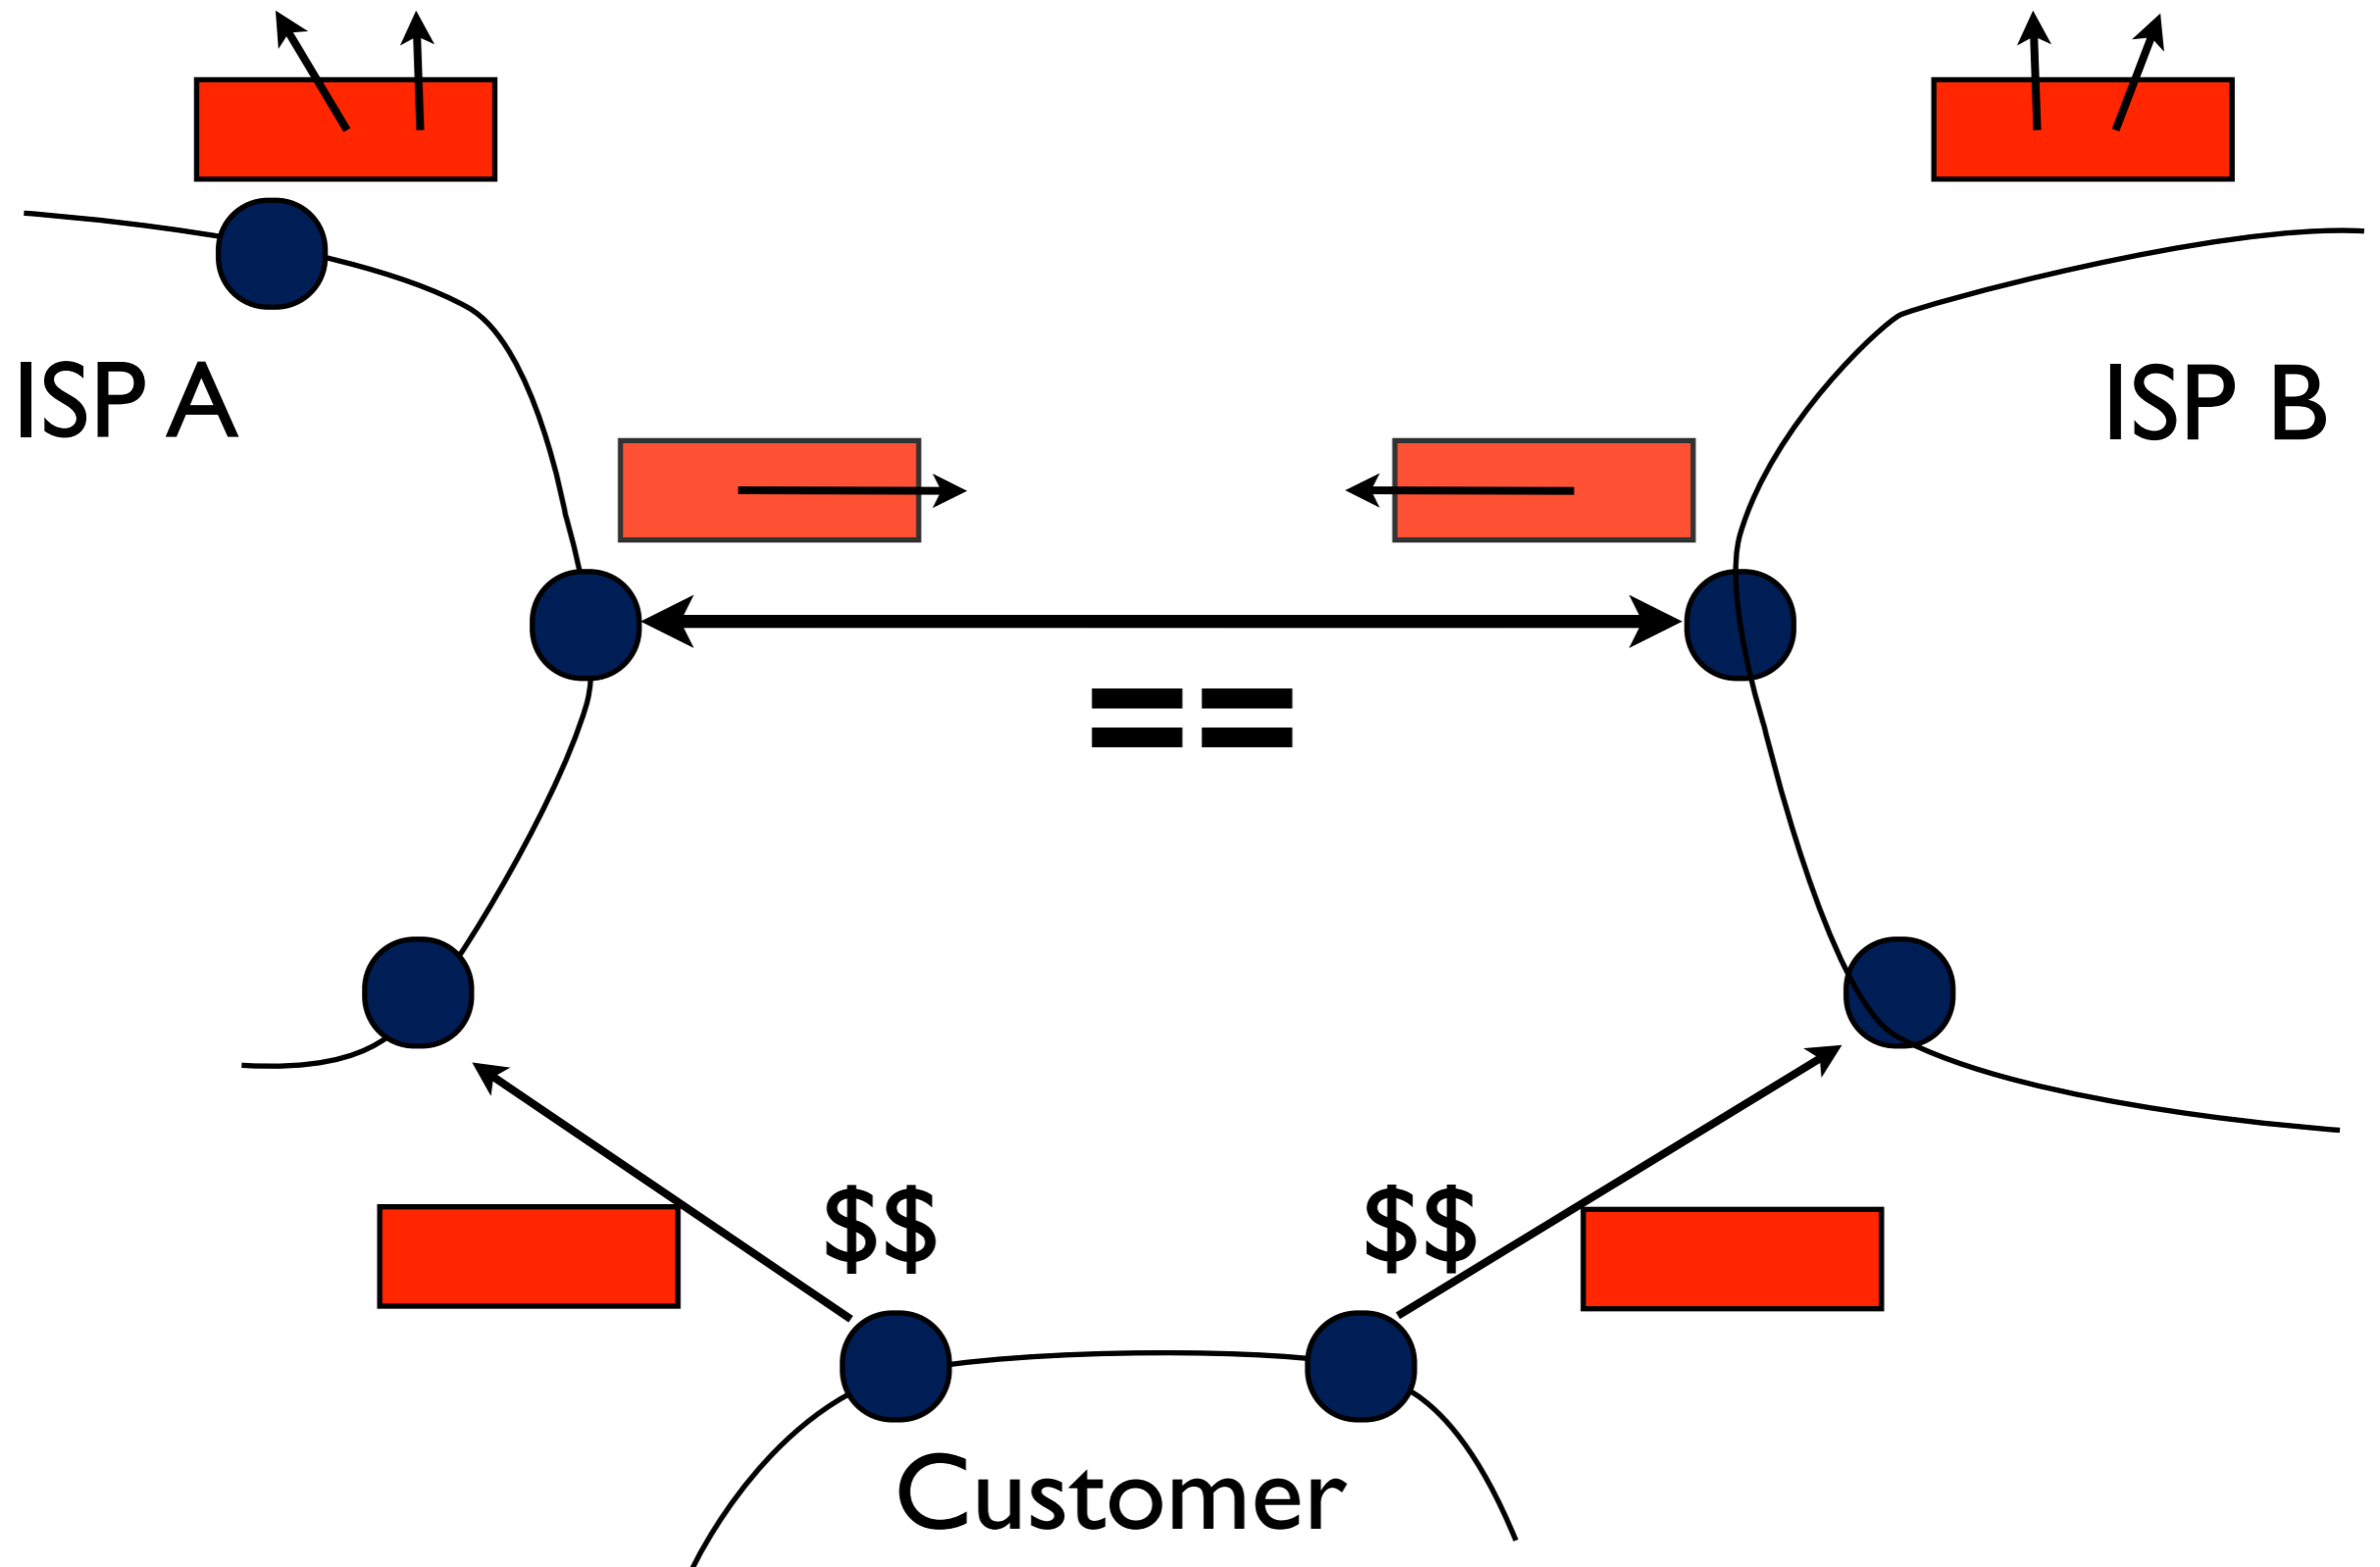 ISP A
ISP B
==
$$
$$
Customer